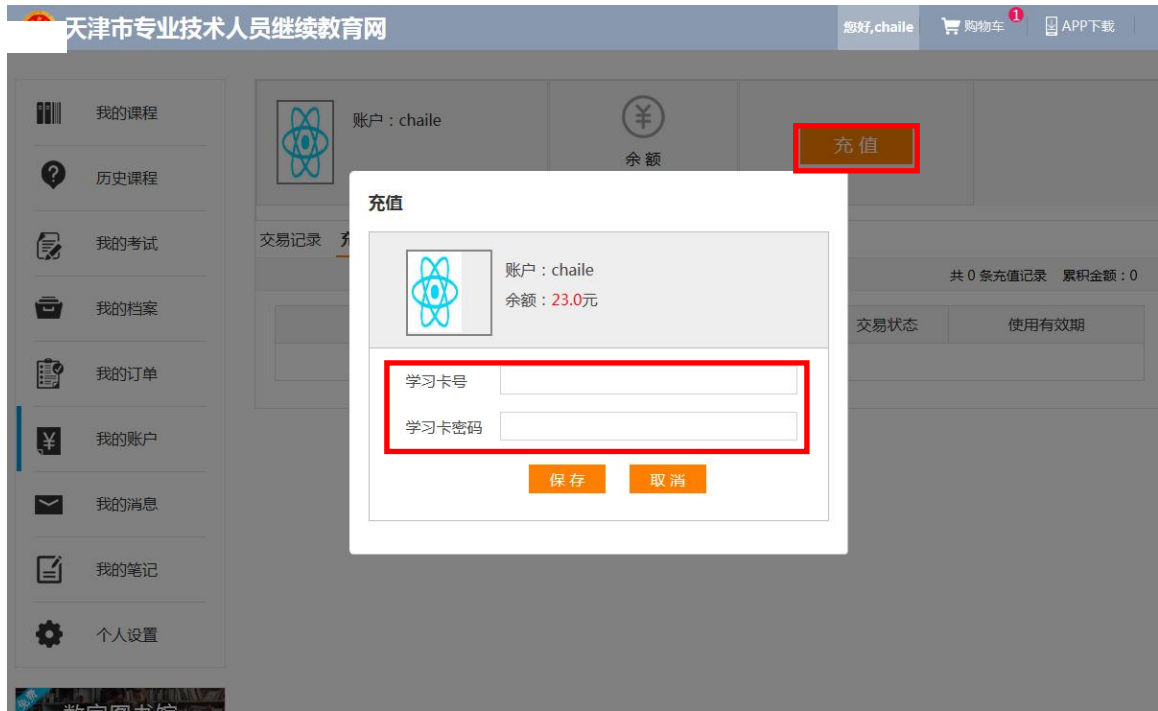 天津市专业技术人员继续教育网
您好,chaile
购物车
1
APP下载
我的课程
历史课程
我的考试
我的档案
我的订单
我的账户
我的消息
我的笔记
个人设置
账户：chaile
余额
充值
交易记录
共 0 条充值记录 累积金额：0
交易状态
使用有效期
充值
账户：chaile
余额：23.0元
学习卡号
学习卡密码
保存
取消